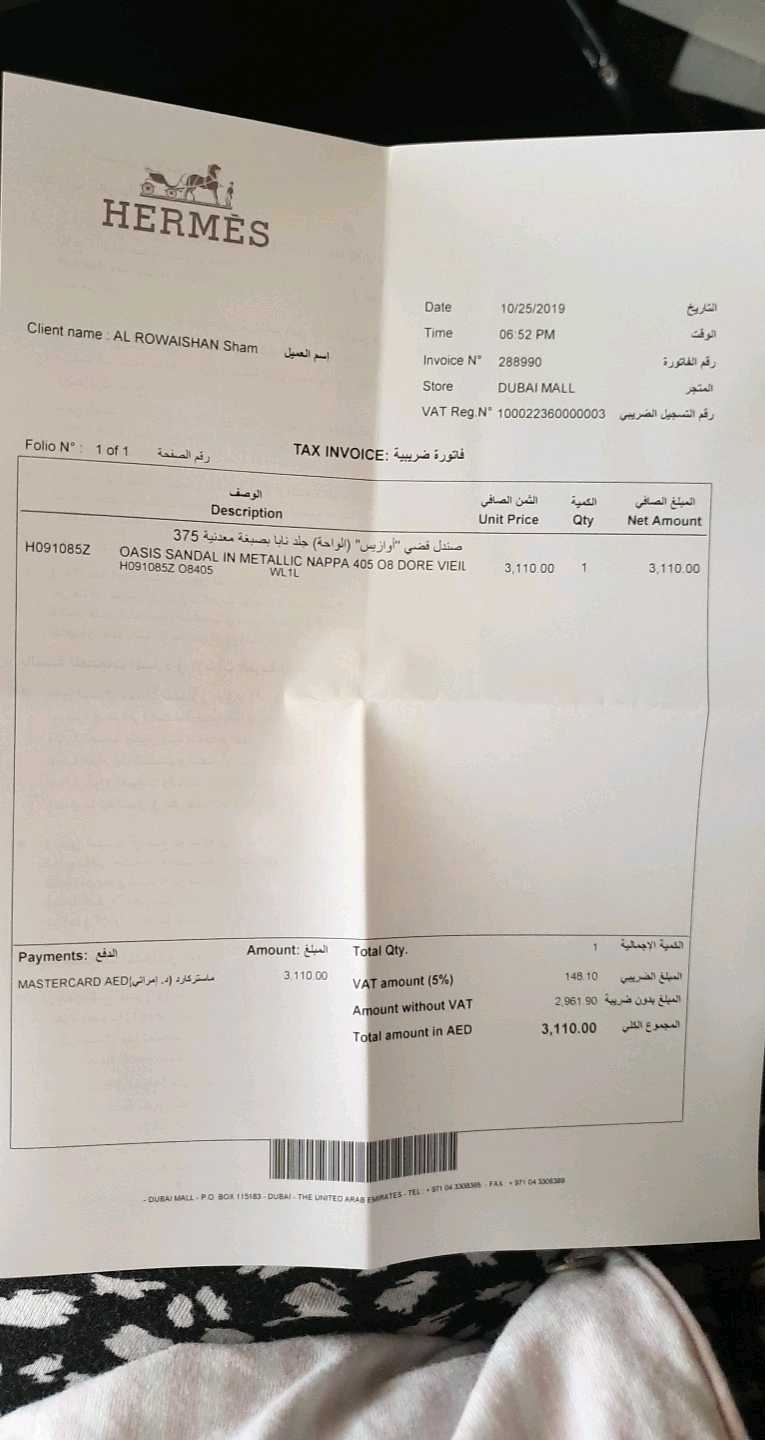 HERMÈS
Client name : AL ROWAISHAN Sham إسم العميل
Date 10/25/2019 التاريخ
Time 06:52 PM الوقت
Invoice N° 288990 رقم الفاتورة
Store DUBAI MALL المتجر
VAT Reg.N° 100022360000003 رقم التسجيل الضريبي
Folio N° : 1 of 1 رقم الصفحة
TAX INVOICE: فاتورة ضريبية
الوصف الثمن الصافي الكمية المبلغ الصافي
Description Unit Price Qty Net Amount
صندل فضي "أوازيس" (الواحة) جلد نابا بصبغة معدنية 375
H091085Z OASIS SANDAL IN METALLIC NAPPA 405 O8 DORE VIEIL 3,110.00 1 3,110.00
H091085Z O8405 WL1L
Payments: الدفع Amount: المبلغ
MASTERCARD AED(ماستركارد (د. إمراتي 3,110.00
Total Qty. 1 الكمية الاجمالية
VAT amount (5%) 148.10 المبلغ الضريبي
Amount without VAT 2,961.90 المبلغ بدون ضريبة
Total amount in AED 3,110.00 المجموع الكلي
- DUBAI MALL - P.O. BOX 115183 - DUBAI - THE UNITED ARAB EMIRATES - TEL : + 971 04 - FAX : + 971 04